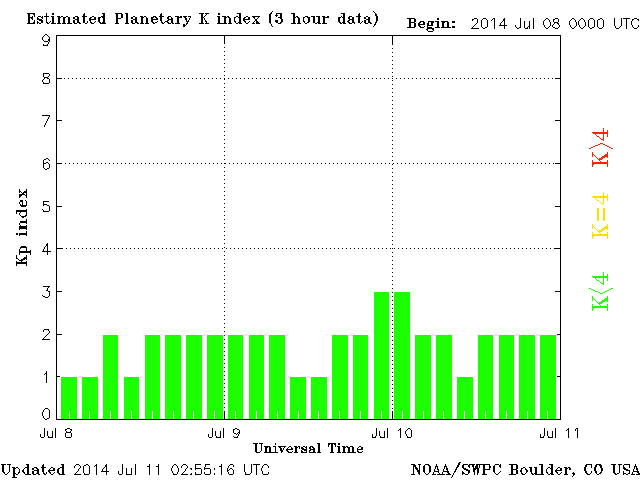 Estimated Planetary K index (3 hour data) Begin: 2014 Jul 08 0000 UTC
9
8
7
6
5
4
3
2
1
0
Kp index
K>4
K=4
K<4
Jul 8 Jul 9 Jul 10 Jul 11
Universal Time
Updated 2014 Jul 11 02:55:16 UTC NOAA/SWPC Boulder, CO USA